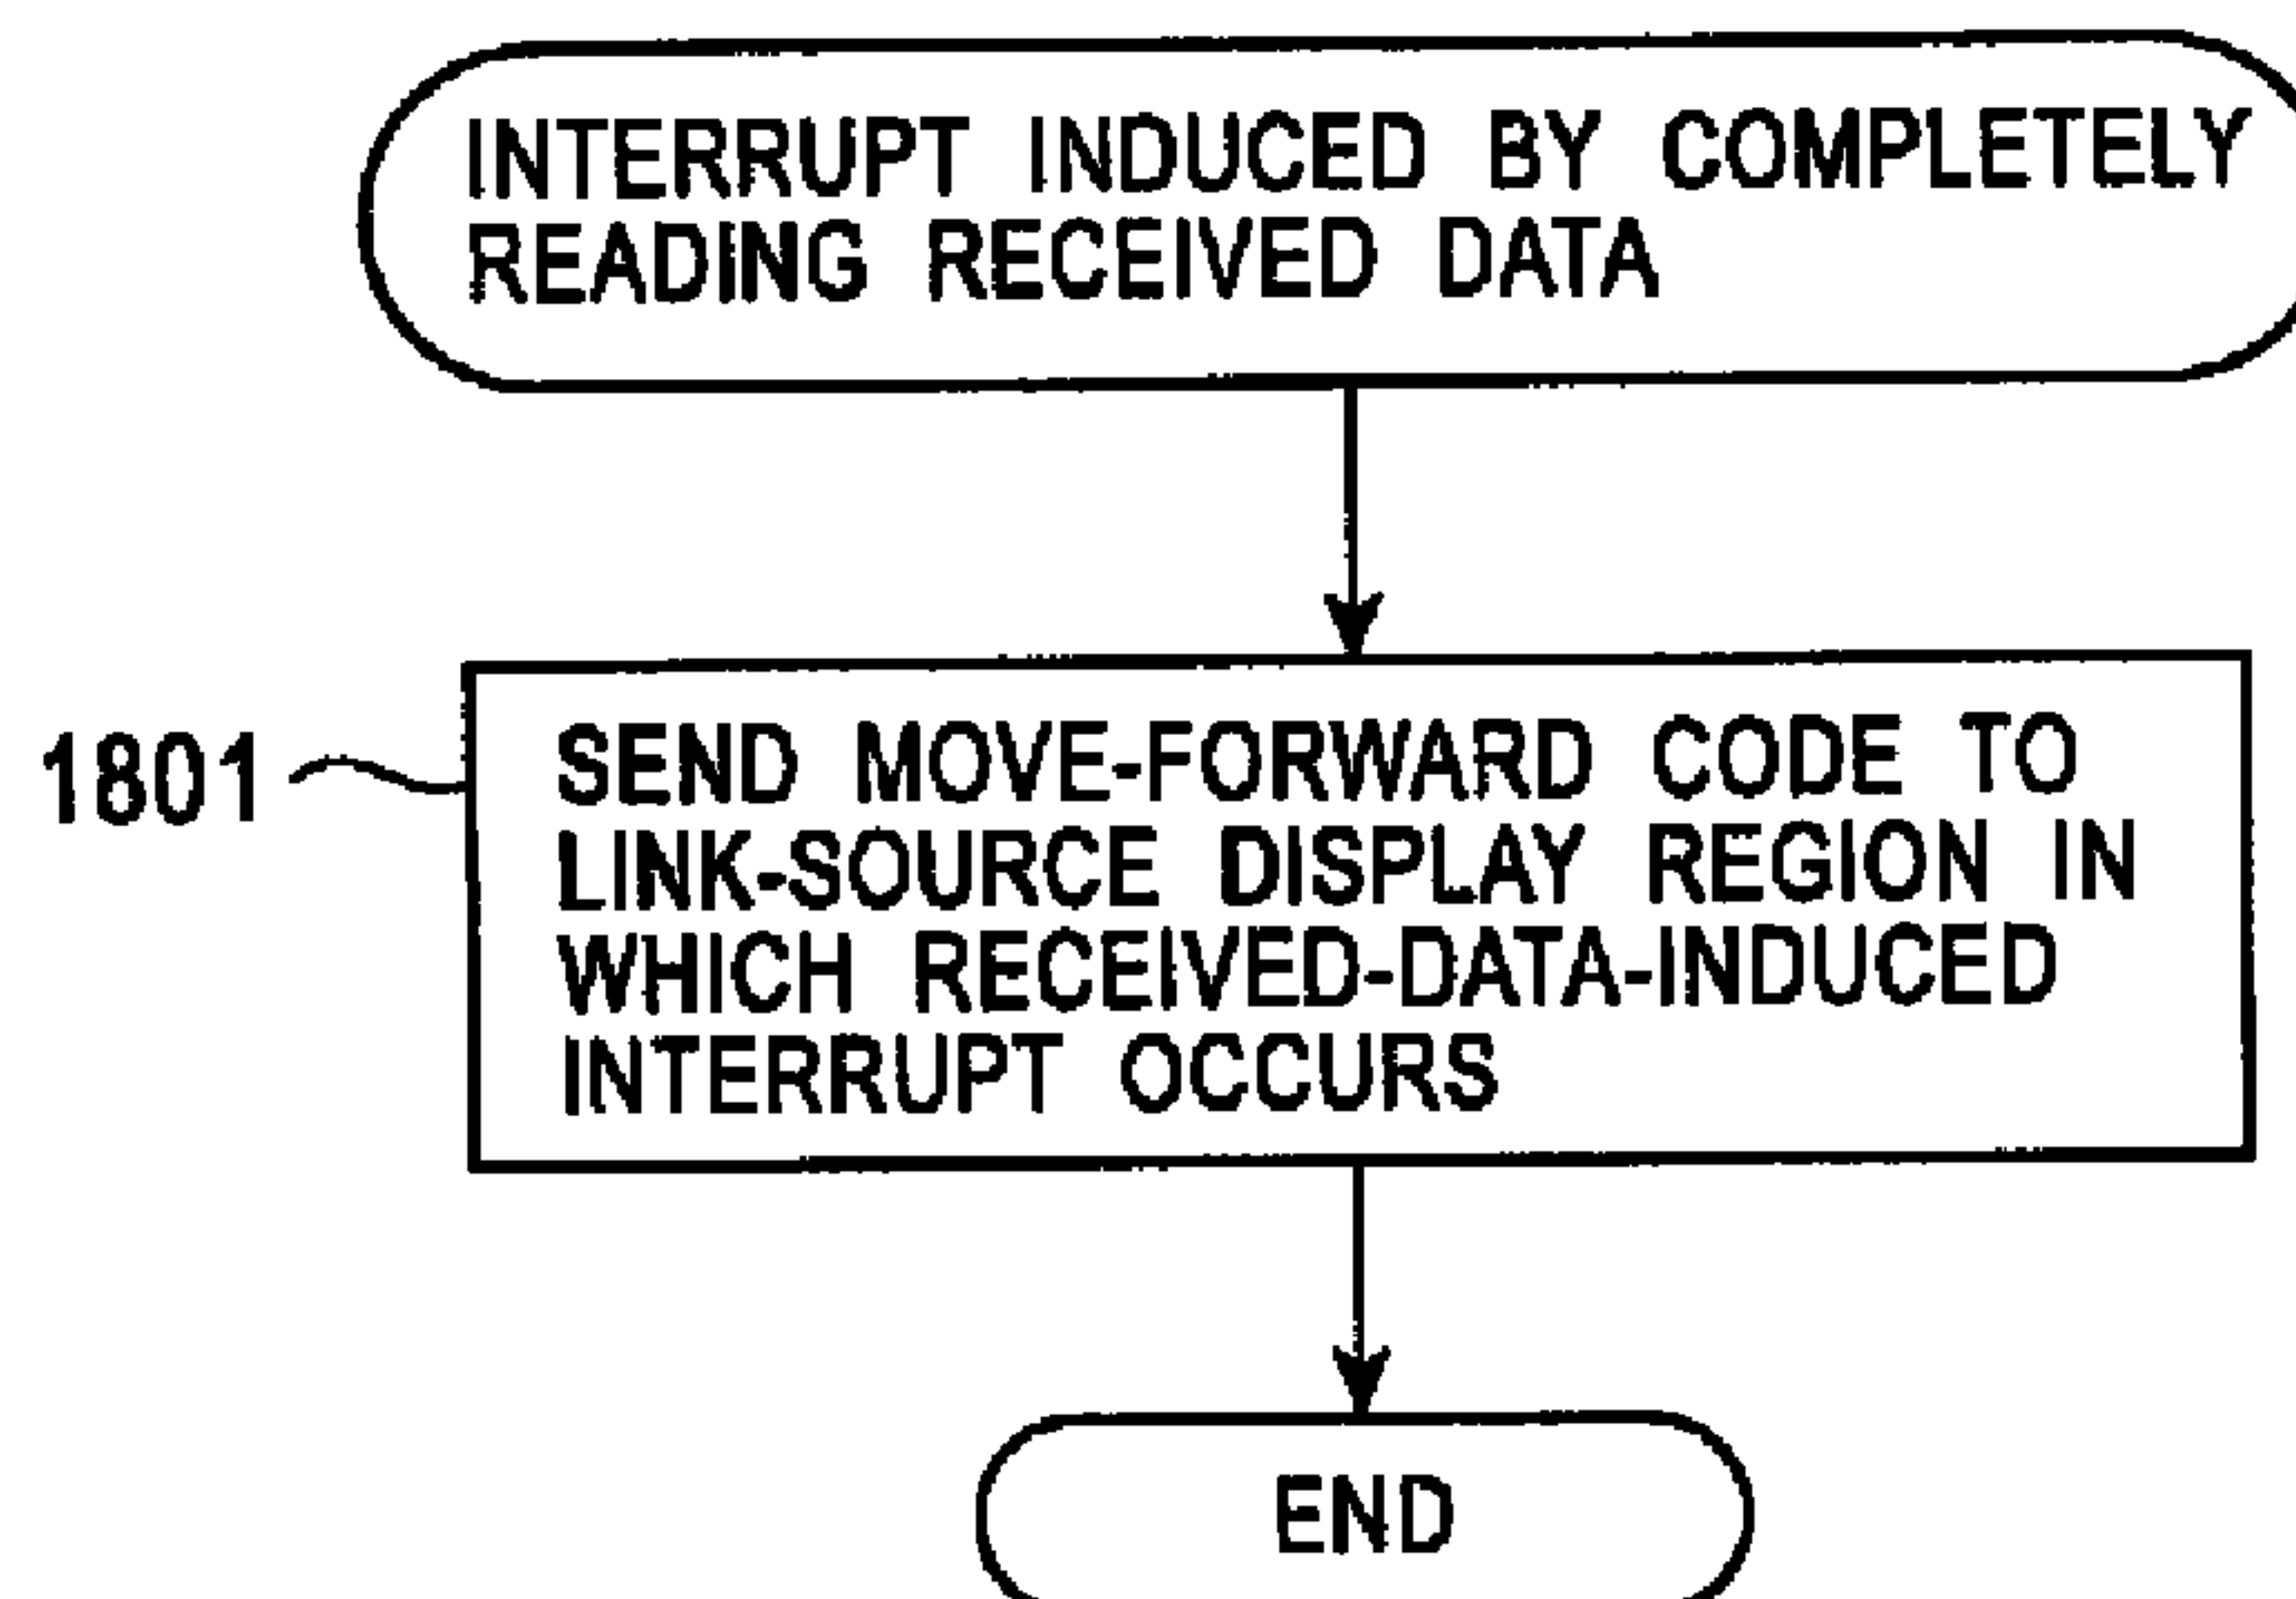 INTERRUPT INDUCED BY COMPLETELY
READING RECEIVED DATA
1801
SEND MOVE-FORWARD CODE TO
LINK-SOURCE DISPLAY REGION IN
WHICH RECEIVED-DATA-INDUCED
INTERRUPT OCCURS
END